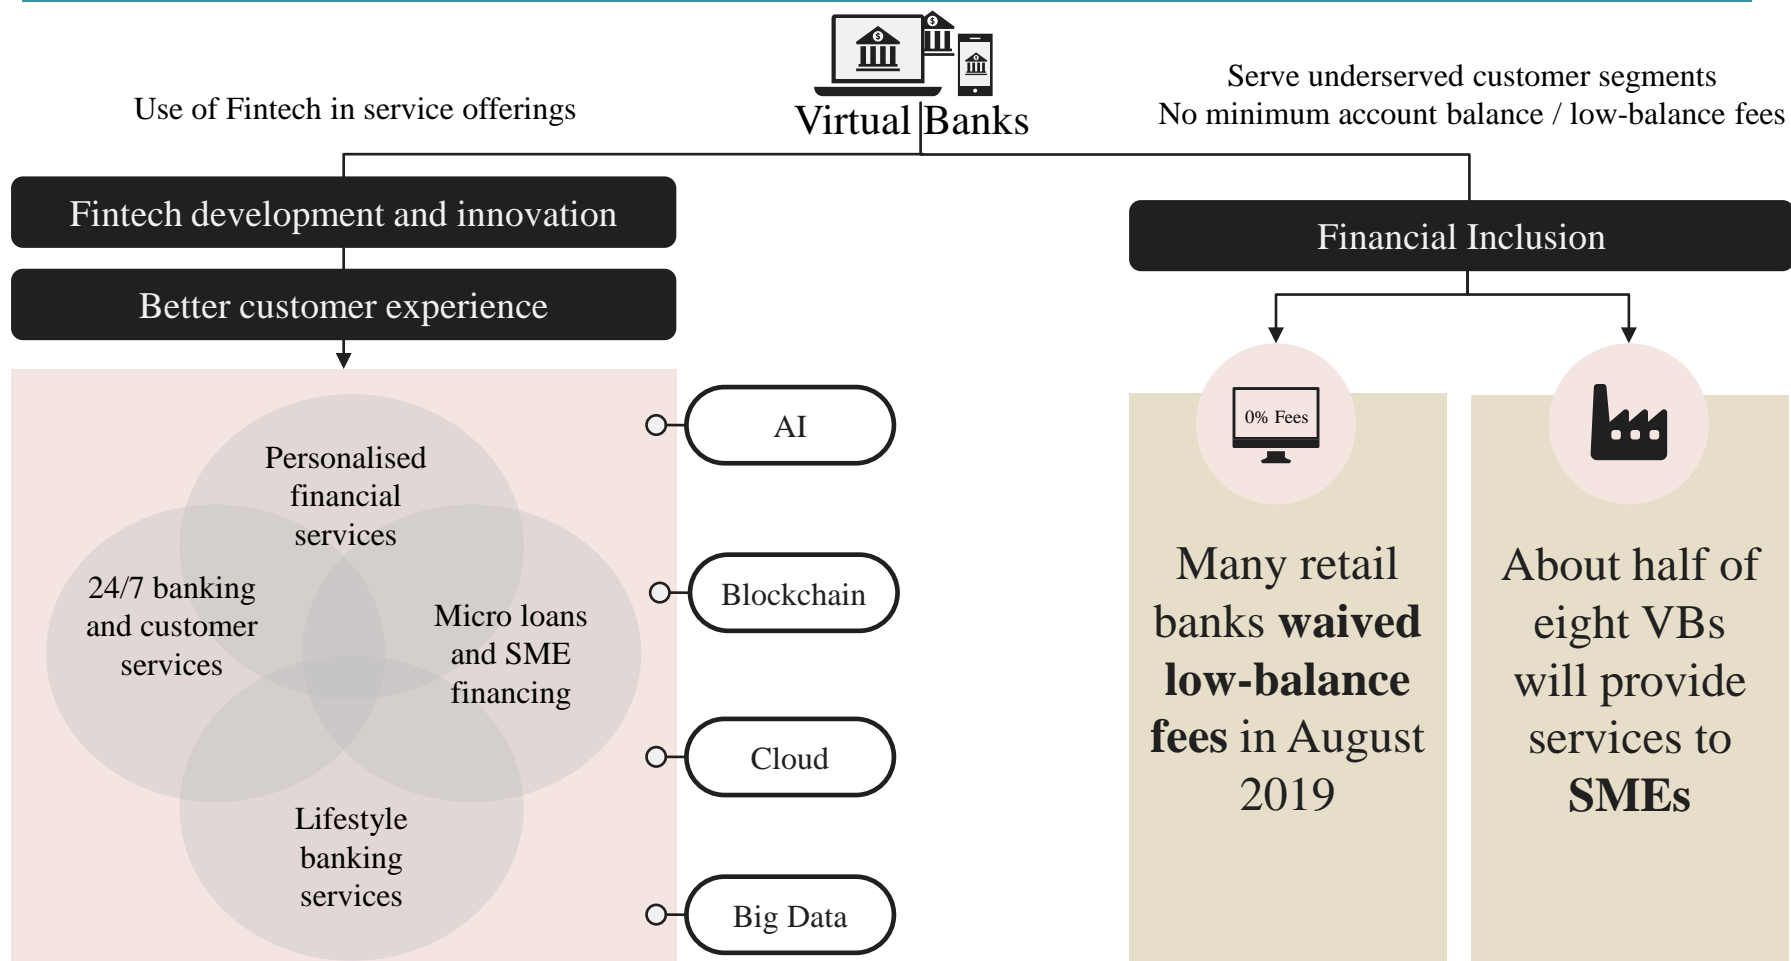 Virtual Banks
Use of Fintech in service offerings
Serve underserved customer segments
No minimum account balance / low-balance fees
Fintech development and innovation
Better customer experience
Personalised
financial
services
24/7 banking
and customer
services
Micro loans
and SME
financing
Lifestyle
banking
services
AI
Blockchain
Cloud
Big Data
Financial Inclusion
0% Fees
Many retail
banks waived
low-balance
fees in August
2019
About half of
eight VBs
will provide
services to
SMEs